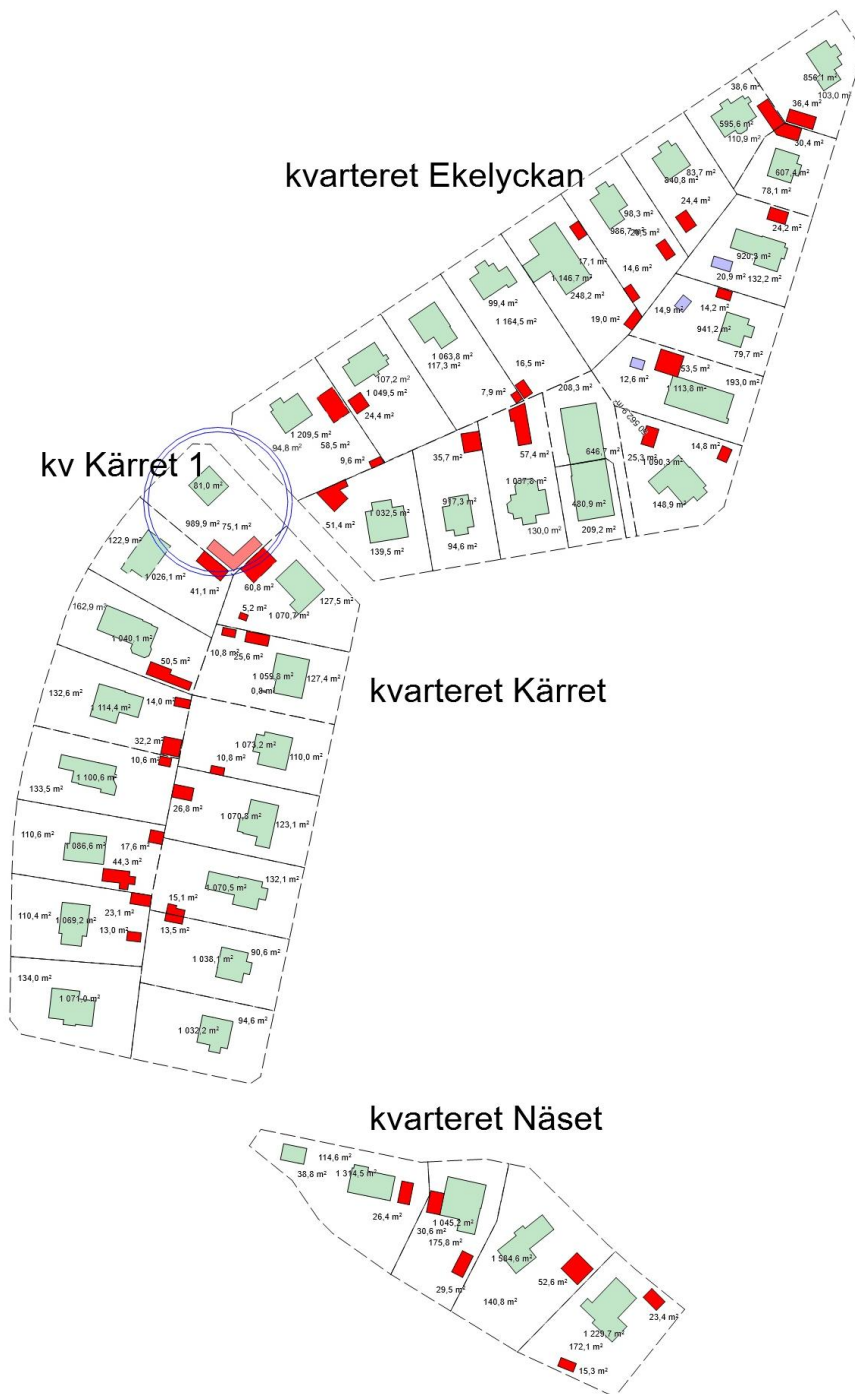 856,1 m²
103,0 m²
38,6 m²
36,4 m²
595,6 m²
110,9 m²
30,4 m²
kvarteret Ekelyckan
83,7 m²
840,8 m²
607,4 m²
78,1 m²
24,4 m²
98,3 m²
986,7 m²
24,2 m²
920,3 m²
17,1 m²
14,6 m²
20,9 m²
132,2 m²
1 146,7 m²
248,2 m²
99,4 m²
14,9 m²
14,2 m²
1 164,5 m²
19,0 m²
941,2 m²
79,7 m²
1 063,8 m²
117,3 m²
16,5 m²
53,5 m²
12,6 m²
193,0 m²
107,2 m²
1 049,5 m²
7,9 m²
208,3 m²
1 113,8 m²
24,4 m²
1 209,5 m²
58,5 m²
94,8 m²
9,6 m²
35,7 m²
57,4 m²
646,7 m²
25,3 m²
1 090,3 m²
14,8 m²
kv Kärret 1
81,0 m²
1 037,8 m²
917,3 m²
1 032,5 m²
51,4 m²
480,9 m²
148,9 m²
989,9 m²
75,1 m²
139,5 m²
94,6 m²
130,0 m²
209,2 m²
122,9 m²
1 026,1 m²
41,1 m²
60,8 m²
127,5 m²
162,9 m²
5,2 m²
1 070,7 m²
1 040,1 m²
10,8 m²
25,6 m²
50,5 m²
1 059,8 m²
127,4 m²
kvarteret Kärret
0,8 m²
132,6 m²
14,0 m²
1 114,4 m²
32,2 m²
1 073,2 m²
110,0 m²
10,6 m²
10,8 m²
1 100,6 m²
133,5 m²
26,8 m²
1 070,8 m²
123,1 m²
110,6 m²
1 086,6 m²
17,6 m²
44,3 m²
132,1 m²
1 070,5 m²
15,1 m²
110,4 m²
1 069,2 m²
23,1 m²
13,0 m²
13,5 m²
1 038,1 m²
90,6 m²
134,0 m²
1 071,0 m²
94,6 m²
1 032,2 m²
kvarteret Näset
114,6 m²
38,8 m²
1 314,5 m²
26,4 m²
30,6 m²
1 045,2 m²
175,8 m²
1 584,6 m²
29,5 m²
52,6 m²
140,8 m²
23,4 m²
1 229,7 m²
172,1 m²
15,3 m²